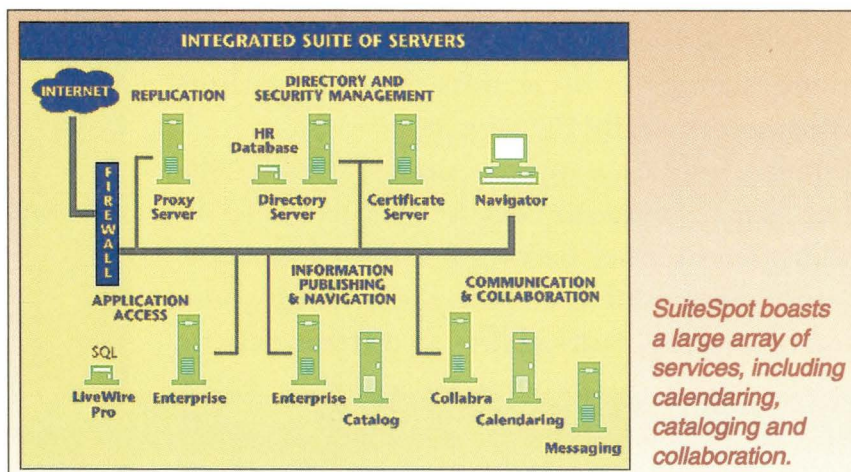 INTEGRATED SUITE OF SERVERS
INTERNET
REPLICATION
DIRECTORY AND
SECURITY MANAGEMENT
HR
Database
Proxy
Server
Directory
Server
Certificate
Server
Navigator
FIREWALL
APPLICATION
ACCESS
INFORMATION
PUBLISHING
& NAVIGATION
COMMUNICATION
& COLLABORATION
SQL
LiveWire
Pro
Enterprise
Enterprise
Catalog
Collabra
Calendaring
Messaging
SuiteSpot boasts
a large array of
services, including
calendaring,
cataloging and
collaboration.